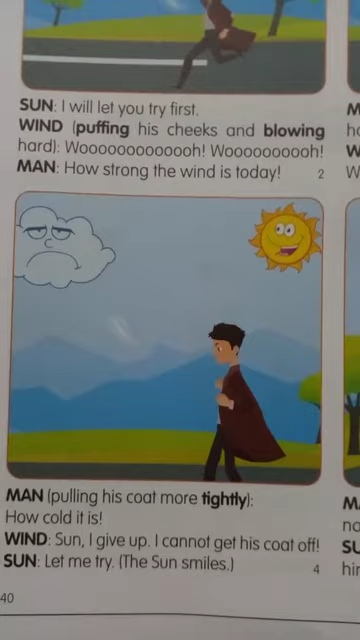 SUN: I will let you try first.
WIND (puffing his cheeks and blowing
hard): Woooooooooooooh! Wooooooooooh!
MAN: How strong the wind is today! 2
MAN (pulling his coat more tightly):
How cold it is!
WIND: Sun, I give up. I cannot get his coat off!
SUN: Let me try. (The Sun smiles.) 4
40